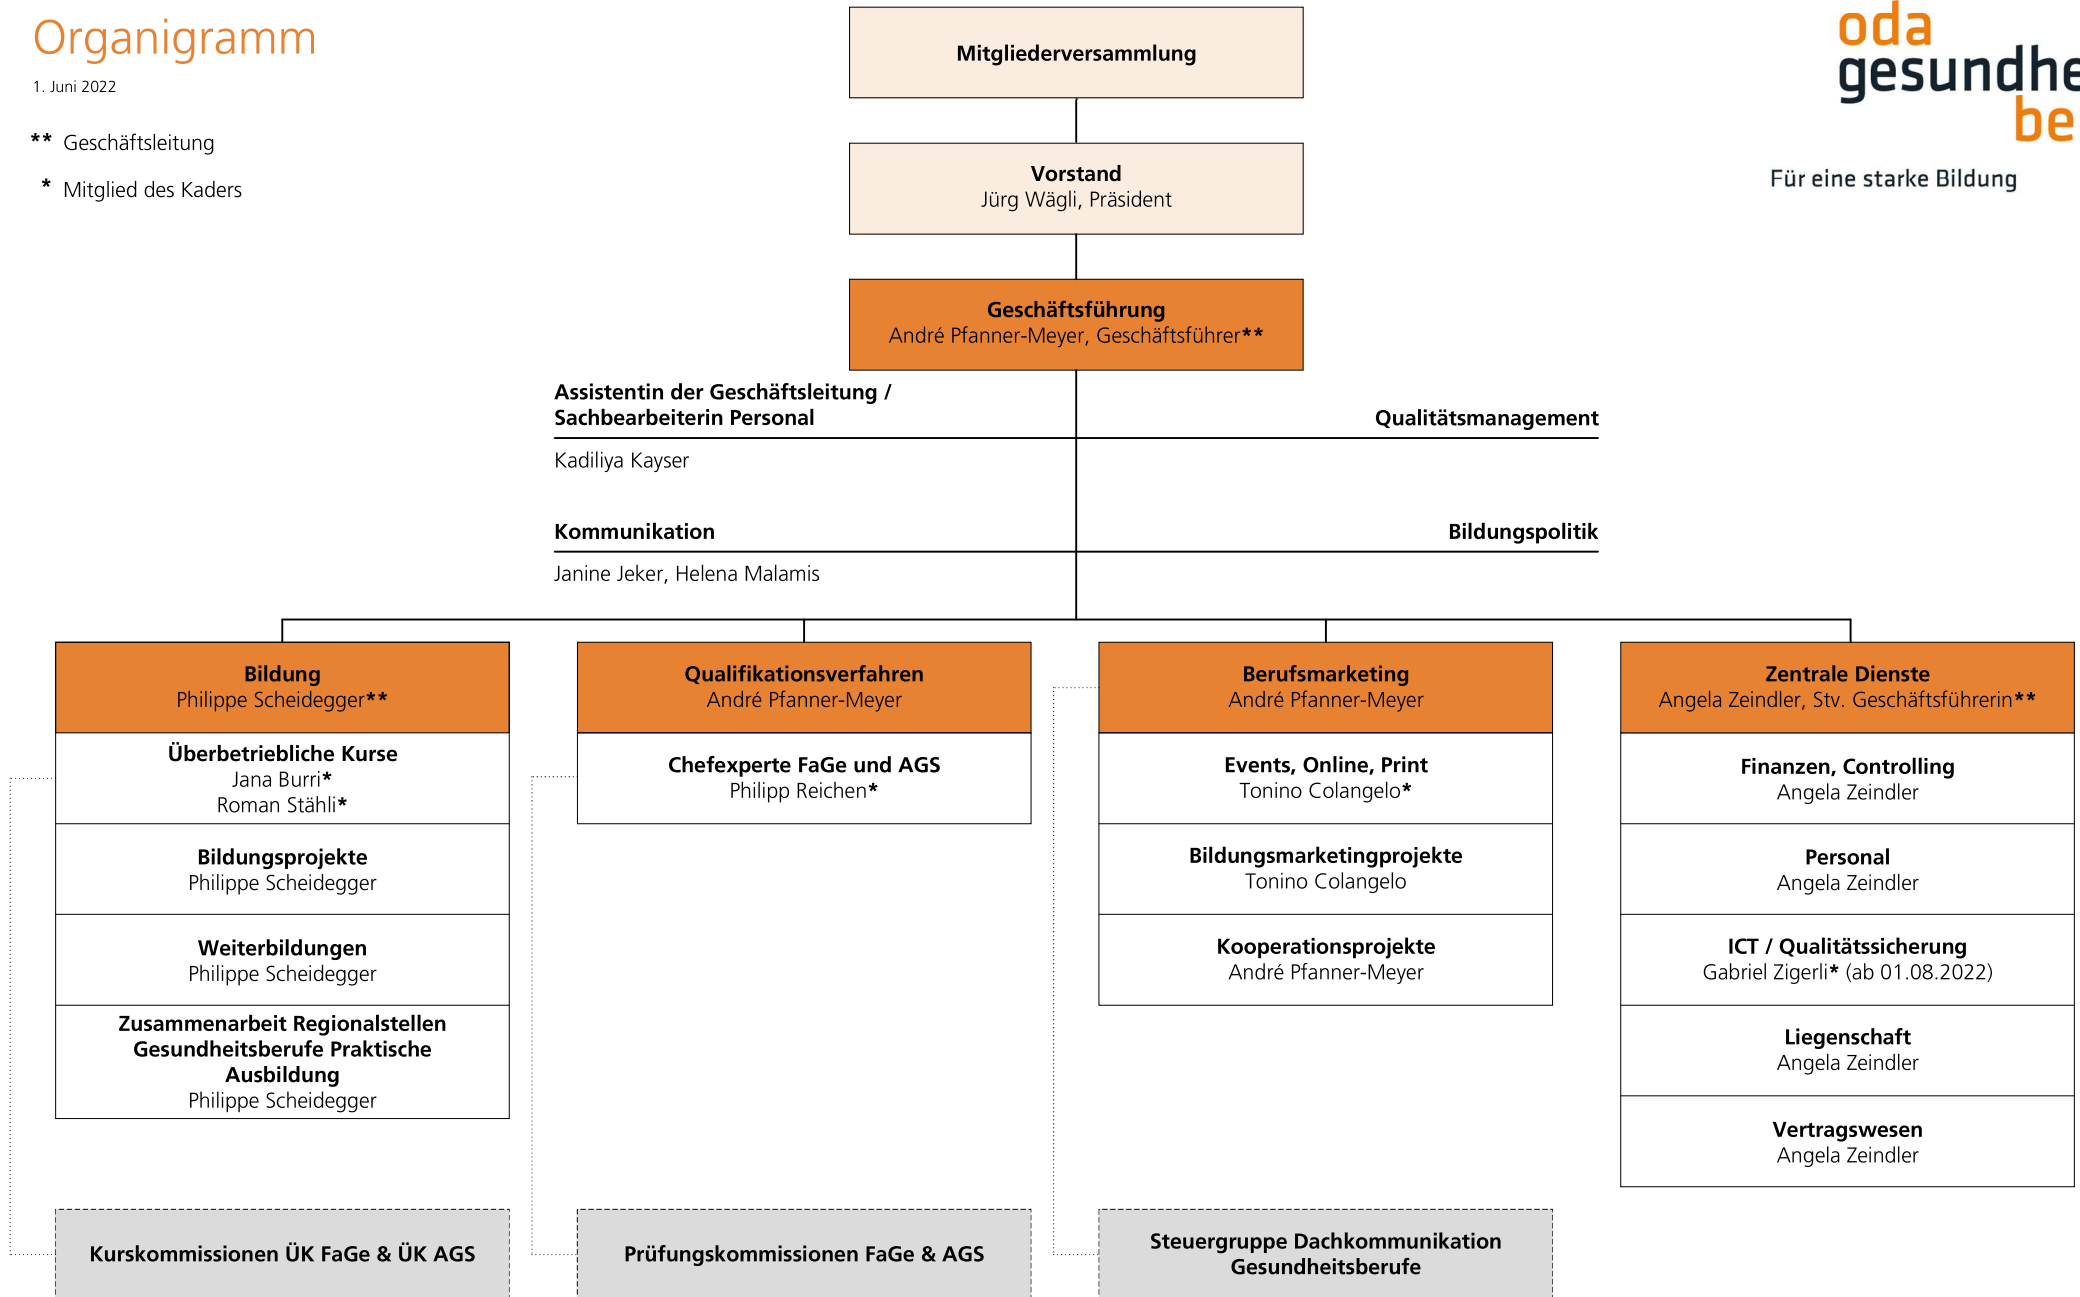 Organigramm
1. Juni 2022
** Geschäftsleitung
* Mitglied des Kaders
oda
gesundhe
be
Für eine starke Bildung
Mitgliederversammlung
Vorstand
Jürg Wägli, Präsident
Geschäftsführung
André Pfanner-Meyer, Geschäftsführer**
Assistentin der Geschäftsleitung /
Sachbearbeiterin Personal
Kadiliya Kayser
Qualitätsmanagement
Kommunikation
Janine Jeker, Helena Malamis
Bildungspolitik
Bildung
Philippe Scheidegger**
Überbetriebliche Kurse
Jana Burri*
Roman Stähli*
Bildungsprojekte
Philippe Scheidegger
Weiterbildungen
Philippe Scheidegger
Zusammenarbeit Regionalstellen
Gesundheitsberufe Praktische
Ausbildung
Philippe Scheidegger
Kurskommissionen ÜK FaGe & ÜK AGS
Qualifikationsverfahren
André Pfanner-Meyer
Chefexperte FaGe und AGS
Philipp Reichen*
Prüfungskommissionen FaGe & AGS
Berufsmarketing
André Pfanner-Meyer
Events, Online, Print
Tonino Colangelo*
Bildungsmarketingprojekte
Tonino Colangelo
Kooperationsprojekte
André Pfanner-Meyer
Steuergruppe Dachkommunikation
Gesundheitsberufe
Zentrale Dienste
Angela Zeindler, Stv. Geschäftsführerin**
Finanzen, Controlling
Angela Zeindler
Personal
Angela Zeindler
ICT / Qualitätssicherung
Gabriel Zigerli* (ab 01.08.2022)
Liegenschaft
Angela Zeindler
Vertragswesen
Angela Zeindler